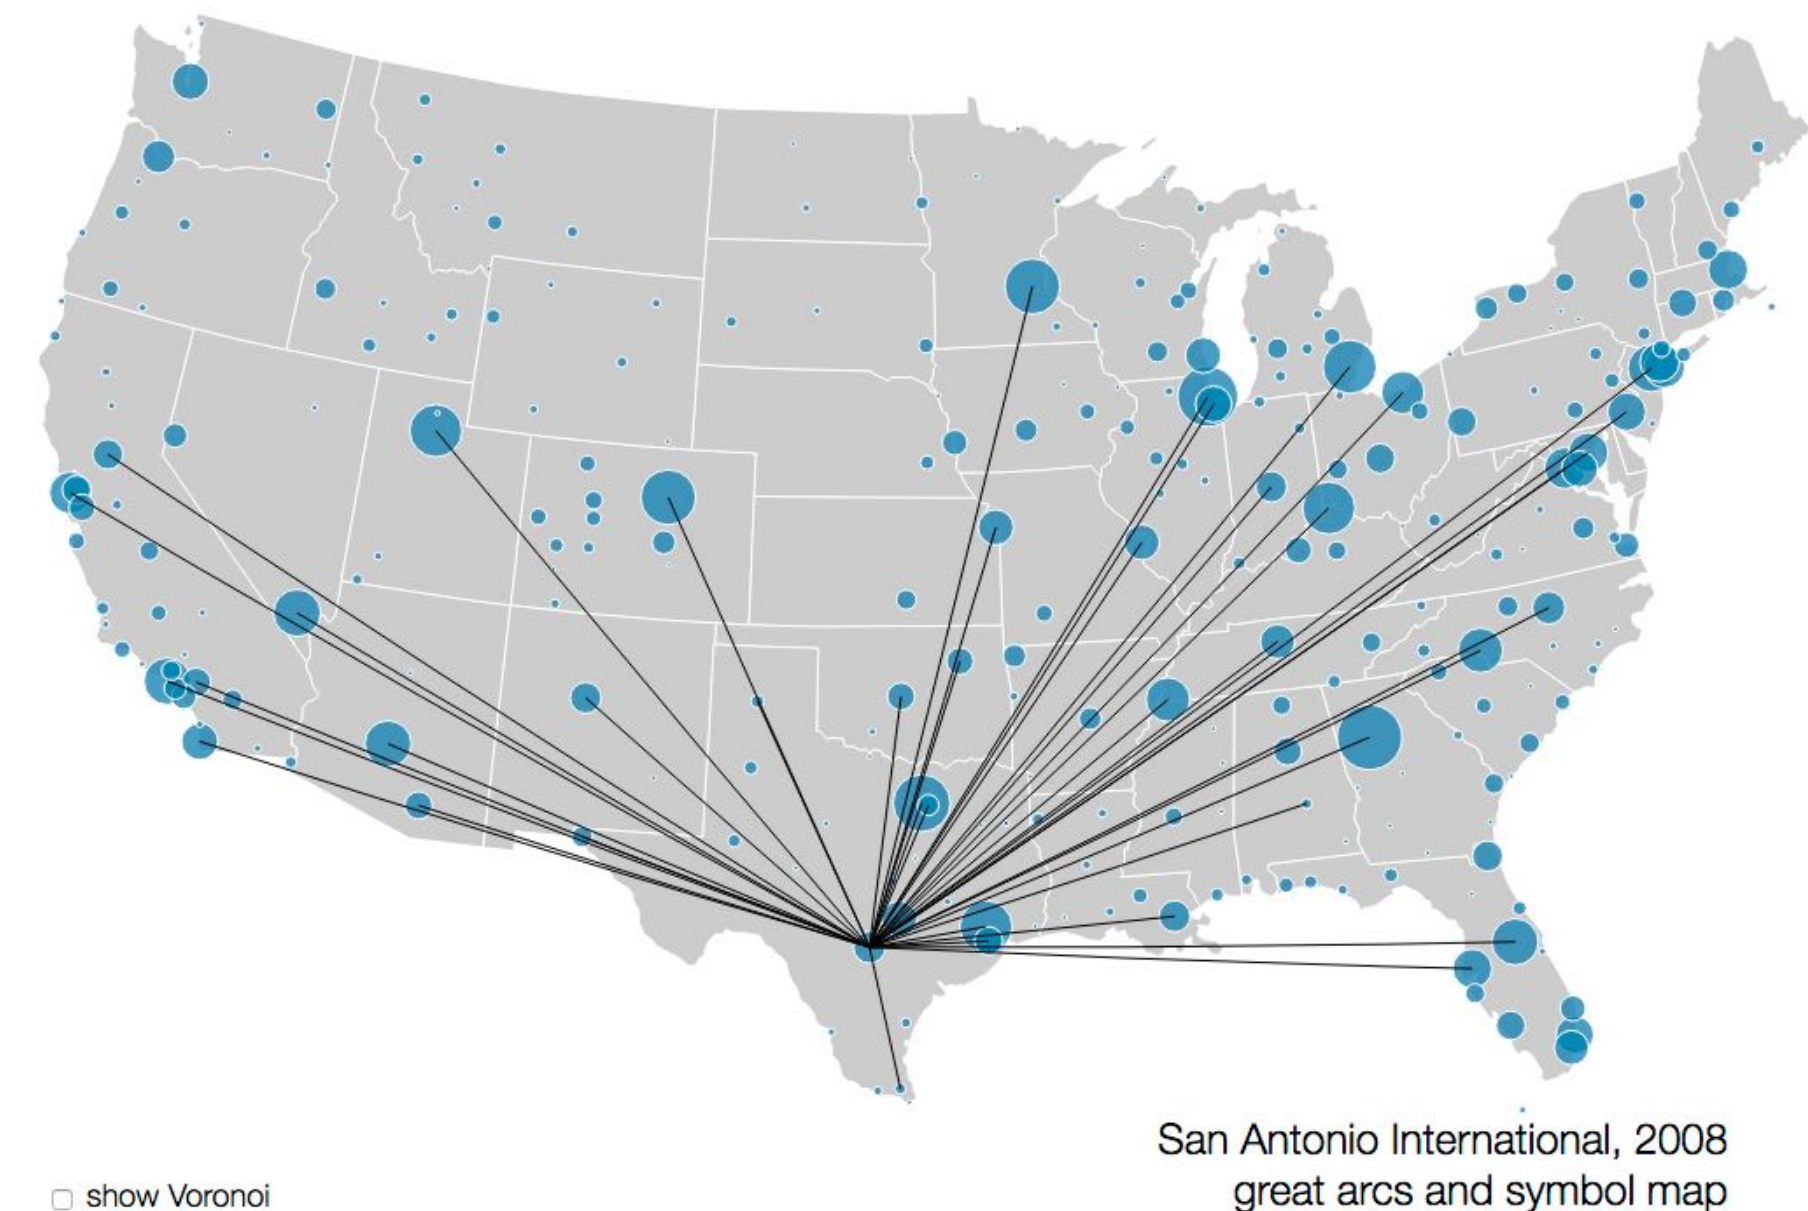 San Antonio International, 2008
great arcs and symbol map
show Voronoi